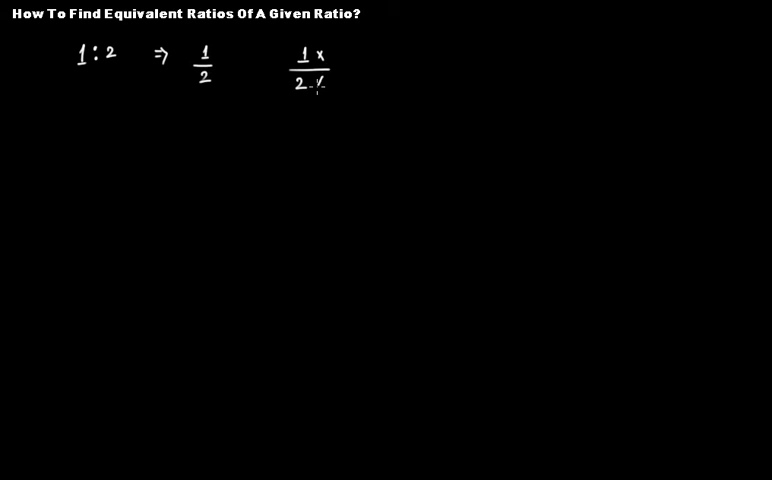 How To Find Equivalent Ratios Of A Given Ratio?
1:2 ⇒ 1/2 1×/2